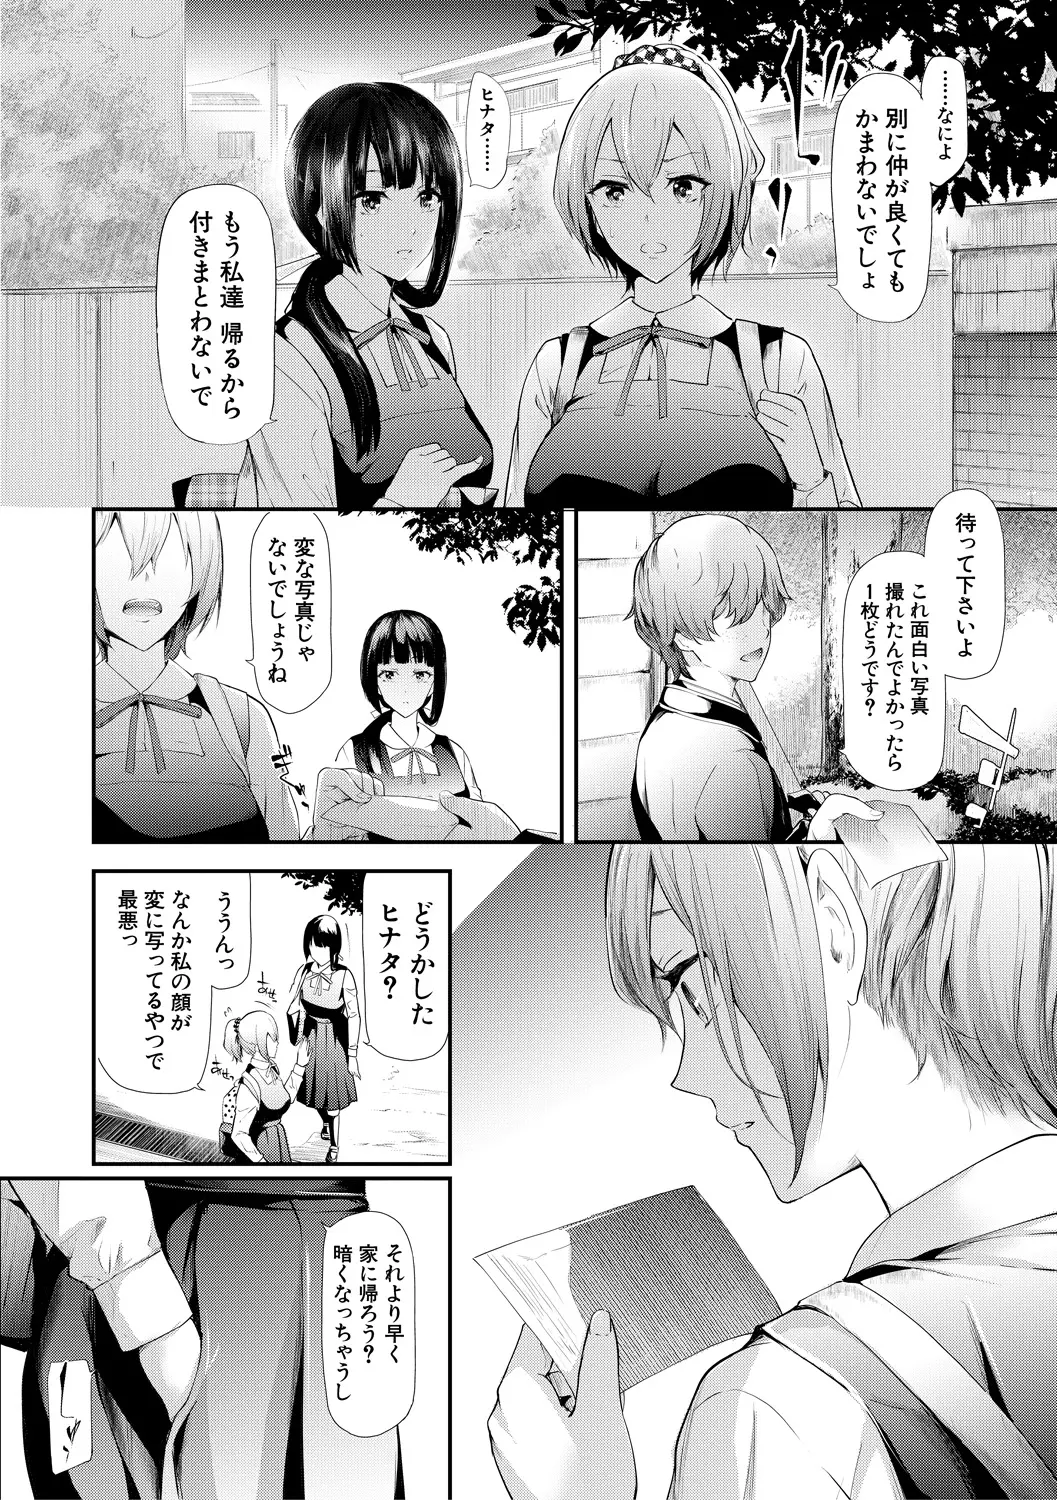 ……なによ
別に仲が良くても
かまわないでしょ
ヒナタ……
もう私達 帰るから
付きまとわないで
待って下さいよ
これ面白い写真
撮れたんでよかったら
1枚どうです?
変な写真じゃ
ないでしょうね
どうかした
ヒナタ?
ううんっ
なんか私の顔が
変に写ってるやつで
最悪っ
あせ
あせっ
それより早く
家に帰ろう?
暗くなっちゃうし